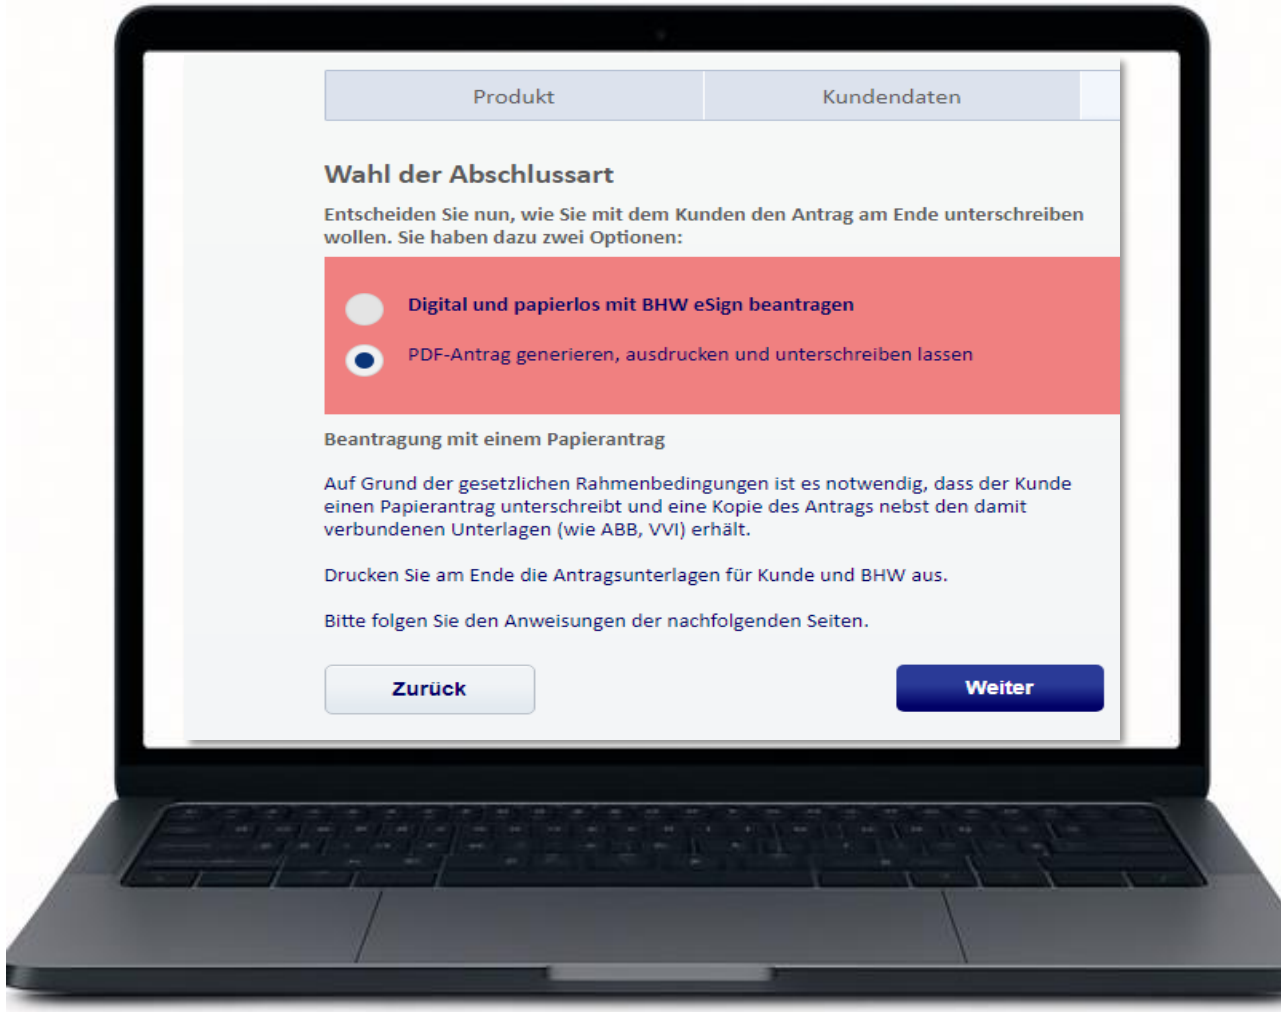 Produkt
Kundendaten
Wahl der Abschlussart
Entscheiden Sie nun, wie Sie mit dem Kunden den Antrag am Ende unterschreiben
wollen. Sie haben dazu zwei Optionen:
Digital und papierlos mit BHW eSign beantragen
PDF-Antrag generieren, ausdrucken und unterschreiben lassen
Beantragung mit einem Papierantrag
Auf Grund der gesetzlichen Rahmenbedingungen ist es notwendig, dass der Kunde
einen Papierantrag unterschreibt und eine Kopie des Antrags nebst den damit
verbundenen Unterlagen (wie ABB, VVI) erhält.
Drucken Sie am Ende die Antragsunterlagen für Kunde und BHW aus.
Bitte folgen Sie den Anweisungen der nachfolgenden Seiten.
Zurück
Weiter